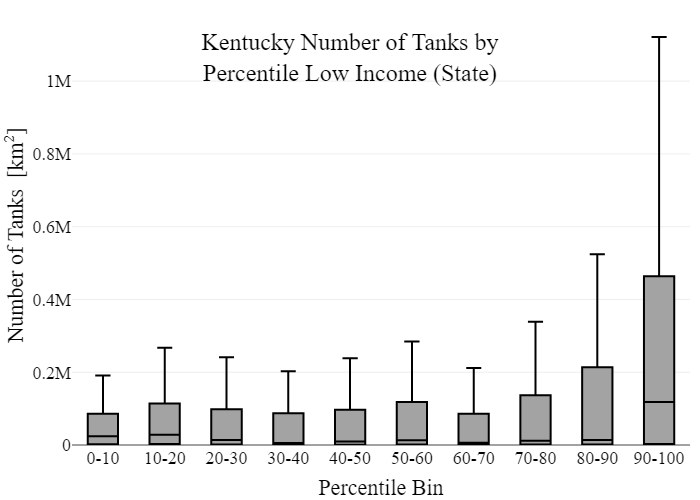 Kentucky Number of Tanks by
Percentile Low Income (State)
Number of Tanks [km²]
1M
0.8M
0.6M
0.4M
0.2M
0
0-10 10-20 20-30 30-40 40-50 50-60 60-70 70-80 80-90 90-100
Percentile Bin